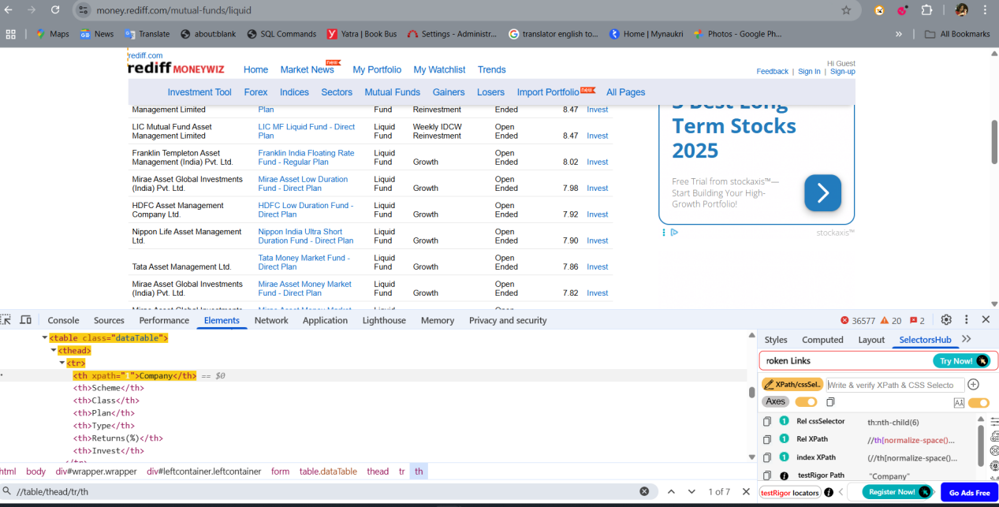 money.rediff.com/mutual-funds/liquid
Maps News Translate about:blank SQL Commands Yatra | Book Bus Settings - Administr... translator english to... Home | Mynaukri Photos - Google Ph... » All Bookmarks
rediff.com
rediff MONEYWIZ Home Market News new My Portfolio My Watchlist Trends
Hi Guest
Feedback | Sign In | Sign-up
Investment Tool Forex Indices Sectors Mutual Funds Gainers Losers Import Portfolio new All Pages
Management Limited Plan Fund Reinvestment Ended 8.47 Invest
LIC Mutual Fund Asset LIC MF Liquid Fund - Direct Liquid Weekly IDCW Open
Management Limited Plan Fund Reinvestment Ended 8.47 Invest
Franklin Templeton Asset Franklin India Floating Rate Liquid Open
Management (India) Pvt. Ltd. Fund - Regular Plan Fund Growth Ended 8.02 Invest
Mirae Asset Global Investments Mirae Asset Low Duration Liquid Open
(India) Pvt. Ltd. Fund - Direct Plan Fund Growth Ended 7.98 Invest
HDFC Asset Management HDFC Low Duration Fund - Liquid Open
Company Ltd. Direct Plan Fund Growth Ended 7.92 Invest
Nippon Life Asset Management Nippon India Ultra Short Liquid Open
Ltd. Duration Fund - Direct Plan Fund Growth Ended 7.90 Invest
Tata Money Market Fund - Liquid Open
Tata Asset Management Ltd. Direct Plan Fund Growth Ended 7.86 Invest
Mirae Asset Global Investments Mirae Asset Money Market Liquid Open
(India) Pvt. Ltd. Fund - Direct Plan Fund Growth Ended 7.82 Invest
Mirae Asset Global Investments Mirae Asset Money Market Liquid Open
5 Best Long
Term Stocks
2025
Free Trial from stockaxis™—
Start Building Your High-
Growth Portfolio!
stockaxis™
Console Sources Performance Elements Network Application Lighthouse Memory Privacy and security 36577 20 2
<table class="dataTable">
<thead>
<tr>
<th xpath="1">Company</th> == $0
<th>Scheme</th>
<th>Class</th>
<th>Plan</th>
<th>Type</th>
<th>Returns(%)</th>
<th>Invest</th>
</tr>
html body div#wrapper.wrapper div#leftcontainer.leftcontainer form table.dataTable thead tr th
//table/thead/tr/th 1 of 7
Styles Computed Layout SelectorsHub »
roken Links Try Now!
XPath/cssSel.. Write & verify XPath & CSS Selecto
Axes
1 Rel cssSelector th:nth-child(6)
1 Rel XPath //th[normalize-space()...
1 index XPath (//th[normalize-space()...
testRigor Path "Company"
testRigor locators Register Now! Go Ads Free